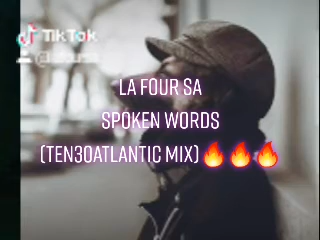 TikTok
LA FOUR SA
SPOKEN WORDS
(TEN30ATLANTIC MIX)🔥🔥🔥